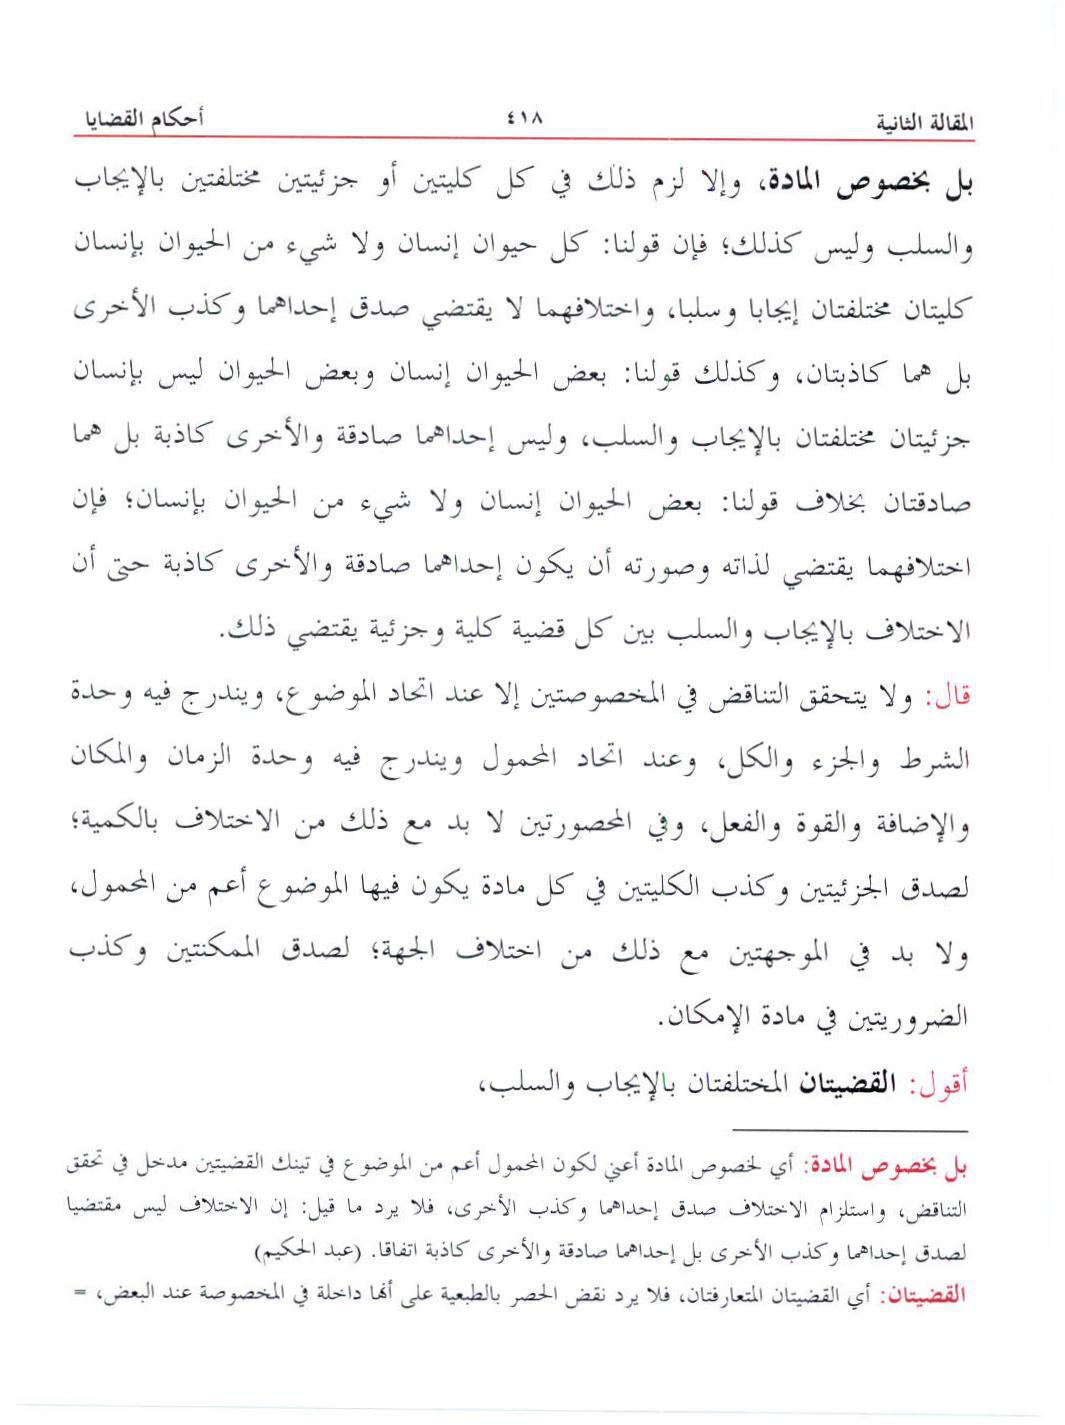 المقالة الثانية ٤١٨ أحكام القضايا
بل بخصوص المادة، وإلا لزم ذلك في كل كليتين أو جزئيتين مختلفتين بالإيجاب
والسلب وليس كذلك؛ فإن قولنا: كل حيوان إنسان ولا شيء من الحيوان بإنسان
كليتان مختلفتان إيجابا وسلبا، واختلافهما لا يقتضي صدق إحداهما وكذب الأخرى
بل هما كاذبتان، وكذلك قولنا: بعض الحيوان إنسان وبعض الحيوان ليس بإنسان
جزئيتان مختلفتان بالإيجاب والسلب، وليس إحداهما صادقة والأخرى كاذبة بل هما
صادقتان بخلاف قولنا: بعض الحيوان إنسان ولا شيء من الحيوان بإنسان؛ فإن
اختلافهما يقتضي لذاته وصورته أن يكون إحداهما صادقة والأخرى كاذبة حتى أن
الاختلاف بالإيجاب والسلب بين كل قضية كلية وجزئية يقتضي ذلك.
قال: ولا يتحقق التناقض في المخصوصتين إلا عند اتحاد الموضوع، ويندرج فيه وحدة
الشرط والجزء والكل، وعند اتحاد المحمول ويندرج فيه وحدة الزمان والمكان
والإضافة والقوة والفعل، وفي المحصورتين لا بد مع ذلك من الاختلاف بالكمية؛
لصدق الجزئيتين وكذب الكليتين في كل مادة يكون فيها الموضوع أعم من المحمول،
ولا بد في الموجهتين مع ذلك من اختلاف الجهة؛ لصدق الممكنتين وكذب
الضروريتين في مادة الإمكان.
أقول: القضيتان المختلفتان بالإيجاب والسلب،
بل بخصوص المادة: أي لخصوص المادة أعني لكون المحمول أعم من الموضوع في تينك القضيتين مدخل في تحقق
التناقض، واستلزام الاختلاف صدق إحداهما وكذب الأخرى، فلا يرد ما قيل: إن الاختلاف ليس مقتضيا
لصدق إحداهما وكذب الأخرى بل إحداهما صادقة والأخرى كاذبة اتفاقا. (عبد الحكيم)
القضيتان: أي القضيتان المتعارفتان، فلا يرد نقض الحصر بالطبعية على أنها داخلة في المخصوصة عند البعض، =